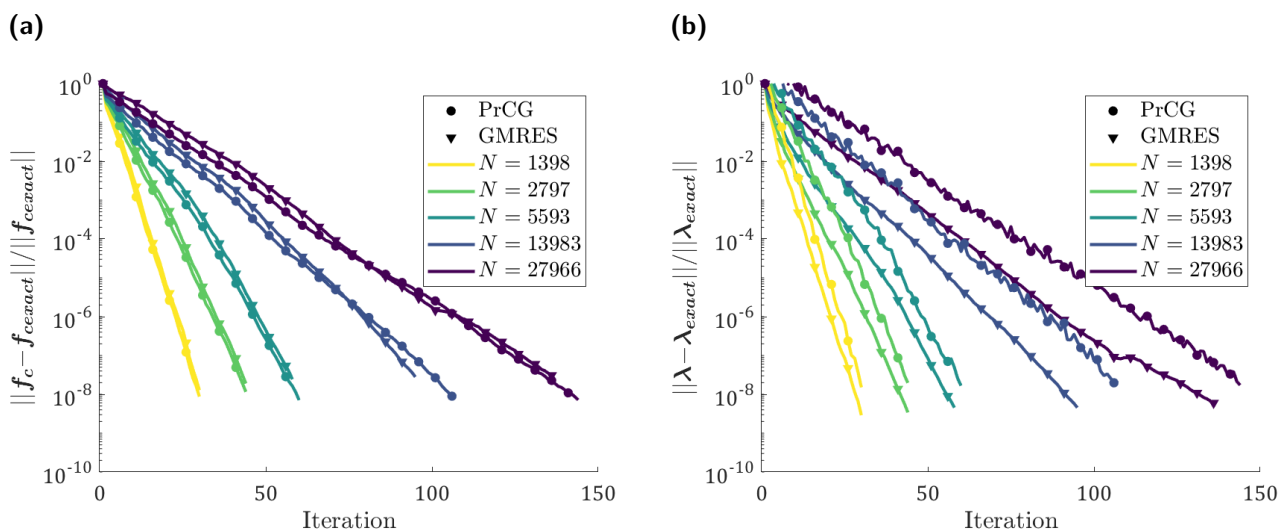 (a)
||f_c − f_cexact||/||f_cexact||
10^0
10^-2
10^-4
10^-6
10^-8
10^-10
0
50
100
150
Iteration
PrCG
GMRES
N = 1398
N = 2797
N = 5593
N = 13983
N = 27966
(b)
||λ − λ_exact||/||λ_exact||
10^0
10^-2
10^-4
10^-6
10^-8
10^-10
0
50
100
150
Iteration
PrCG
GMRES
N = 1398
N = 2797
N = 5593
N = 13983
N = 27966